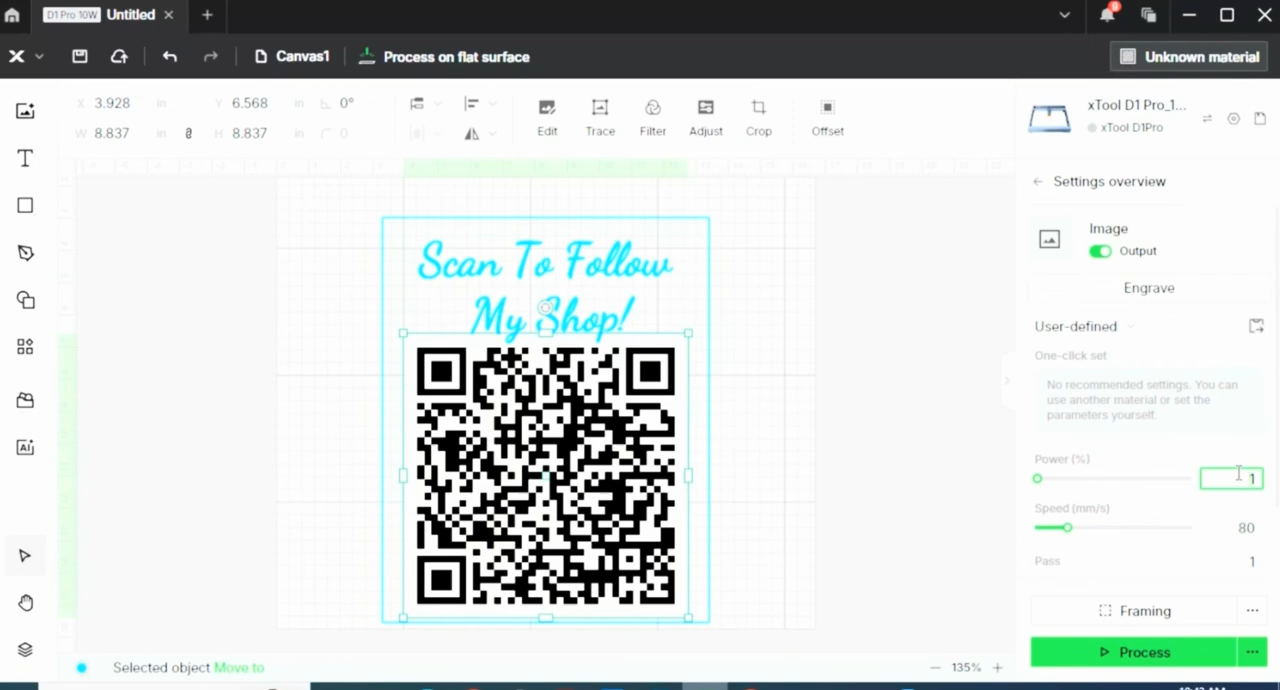 D1 Pro 10W Untitled
8
Canvas1 Process on flat surface Unknown material
X 3.928 in Y 6.568 in 0°
W 8.837 in H 8.837 in 0
Edit Trace Filter Adjust Crop Offset
xTool D1 Pro_1...
xTool D1Pro
Settings overview
Image
Output
Engrave
User-defined
One-click set
No recommended settings. You can
use another material or set the
parameters yourself.
Power (%)
1
Speed (mm/s)
80
Pass 1
Framing
Process
Scan To Follow
My Shop!
AI
Selected object Move to
135%